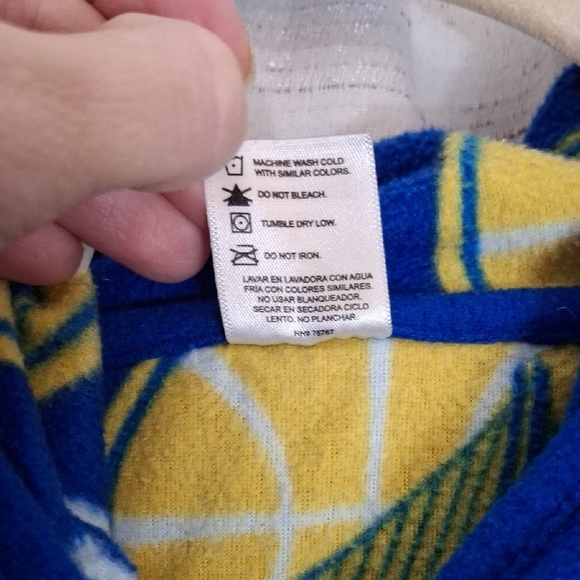 MACHINE WASH COLD
WITH SIMILAR COLORS.
DO NOT BLEACH.
TUMBLE DRY LOW.
DO NOT IRON.
LAVAR EN LAVADORA CON AGUA
FRÍA CON COLORES SIMILARES.
NO USAR BLANQUEADOR.
SECAR EN SECADORA CICLO
LENTO. NO PLANCHAR.
RN# 75767